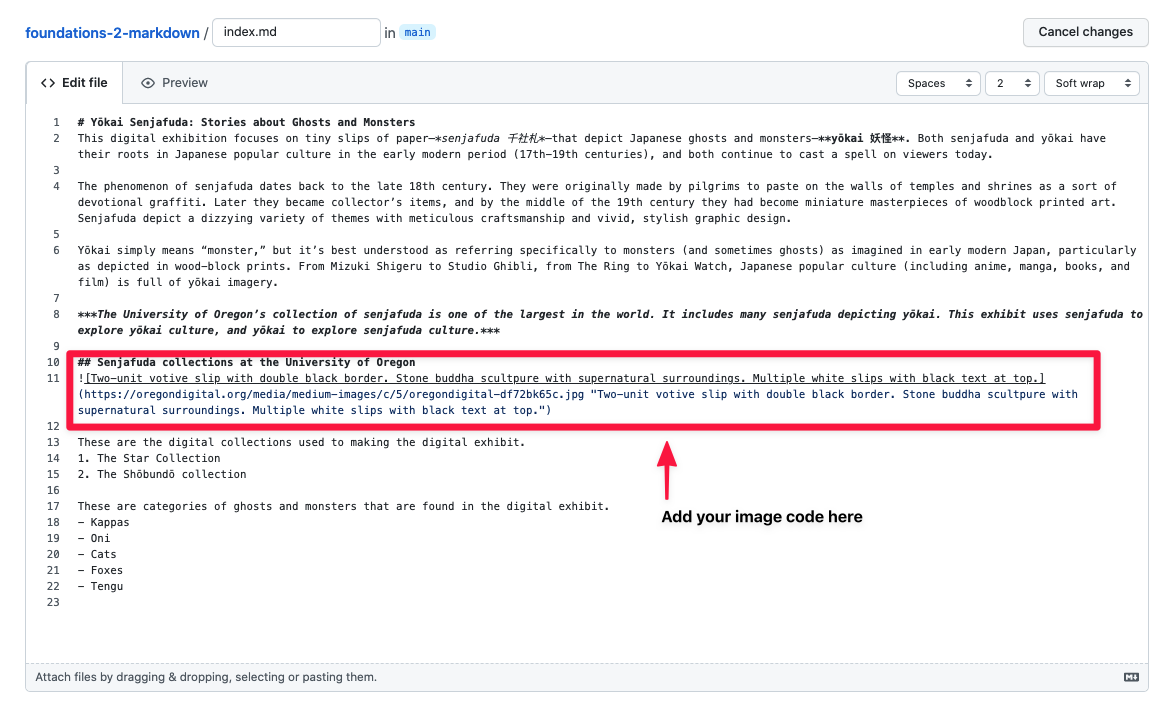 foundations-2-markdown / index.md in main Cancel changes
<> Edit file Preview Spaces 2 Soft wrap
1 # Yōkai Senjafuda: Stories about Ghosts and Monsters
2 This digital exhibition focuses on tiny slips of paper—*senjafuda 千社札*—that depict Japanese ghosts and monsters—**yōkai 妖怪**. Both senjafuda and yōkai have
their roots in Japanese popular culture in the early modern period (17th–19th centuries), and both continue to cast a spell on viewers today.
3
4 The phenomenon of senjafuda dates back to the late 18th century. They were originally made by pilgrims to paste on the walls of temples and shrines as a sort of
devotional graffiti. Later they became collector’s items, and by the middle of the 19th century they had become miniature masterpieces of woodblock printed art.
Senjafuda depict a dizzying variety of themes with meticulous craftsmanship and vivid, stylish graphic design.
5
6 Yōkai simply means “monster,” but it’s best understood as referring specifically to monsters (and sometimes ghosts) as imagined in early modern Japan, particularly
as depicted in wood-block prints. From Mizuki Shigeru to Studio Ghibli, from The Ring to Yōkai Watch, Japanese popular culture (including anime, manga, books, and
film) is full of yōkai imagery.
7
8 ***The University of Oregon’s collection of senjafuda is one of the largest in the world. It includes many senjafuda depicting yōkai. This exhibit uses senjafuda to
explore yōkai culture, and yōkai to explore senjafuda culture.***
9
10 ## Senjafuda collections at the University of Oregon
11 ![Two-unit votive slip with double black border. Stone buddha scultpure with supernatural surroundings. Multiple white slips with black text at top.]
(https://oregondigital.org/media/medium-images/c/5/oregondigital-df72bk65c.jpg "Two-unit votive slip with double black border. Stone buddha scultpure with
supernatural surroundings. Multiple white slips with black text at top.")
12
13 These are the digital collections used to making the digital exhibit.
14 1. The Star Collection
15 2. The Shōbundō collection
16
17 These are categories of ghosts and monsters that are found in the digital exhibit.
Add your image code here
18 - Kappas
19 - Oni
20 - Cats
21 - Foxes
22 - Tengu
23
Attach files by dragging & dropping, selecting or pasting them.